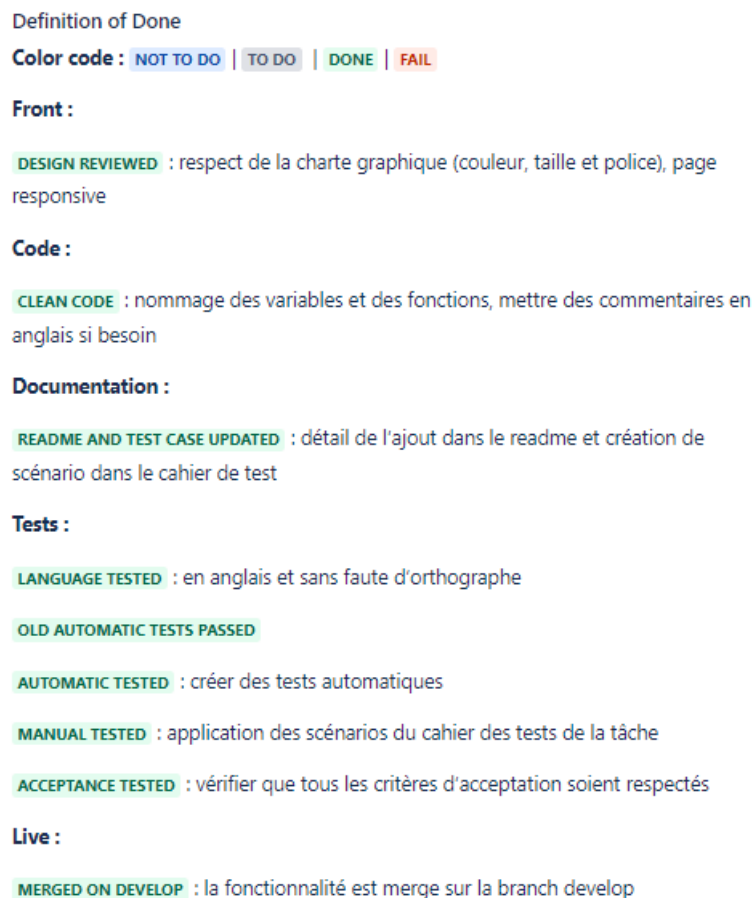 Definition of Done
Color code : NOT TO DO | TO DO | DONE | FAIL
Front :
DESIGN REVIEWED : respect de la charte graphique (couleur, taille et police), page
responsive
Code :
CLEAN CODE : nommage des variables et des fonctions, mettre des commentaires en
anglais si besoin
Documentation :
README AND TEST CASE UPDATED : détail de l'ajout dans le readme et création de
scénario dans le cahier de test
Tests :
LANGUAGE TESTED : en anglais et sans faute d'orthographe
OLD AUTOMATIC TESTS PASSED
AUTOMATIC TESTED : créer des tests automatiques
MANUAL TESTED : application des scénarios du cahier des tests de la tâche
ACCEPTANCE TESTED : vérifier que tous les critères d'acceptation soient respectés
Live :
MERGED ON DEVELOP : la fonctionnalité est merge sur la branch develop